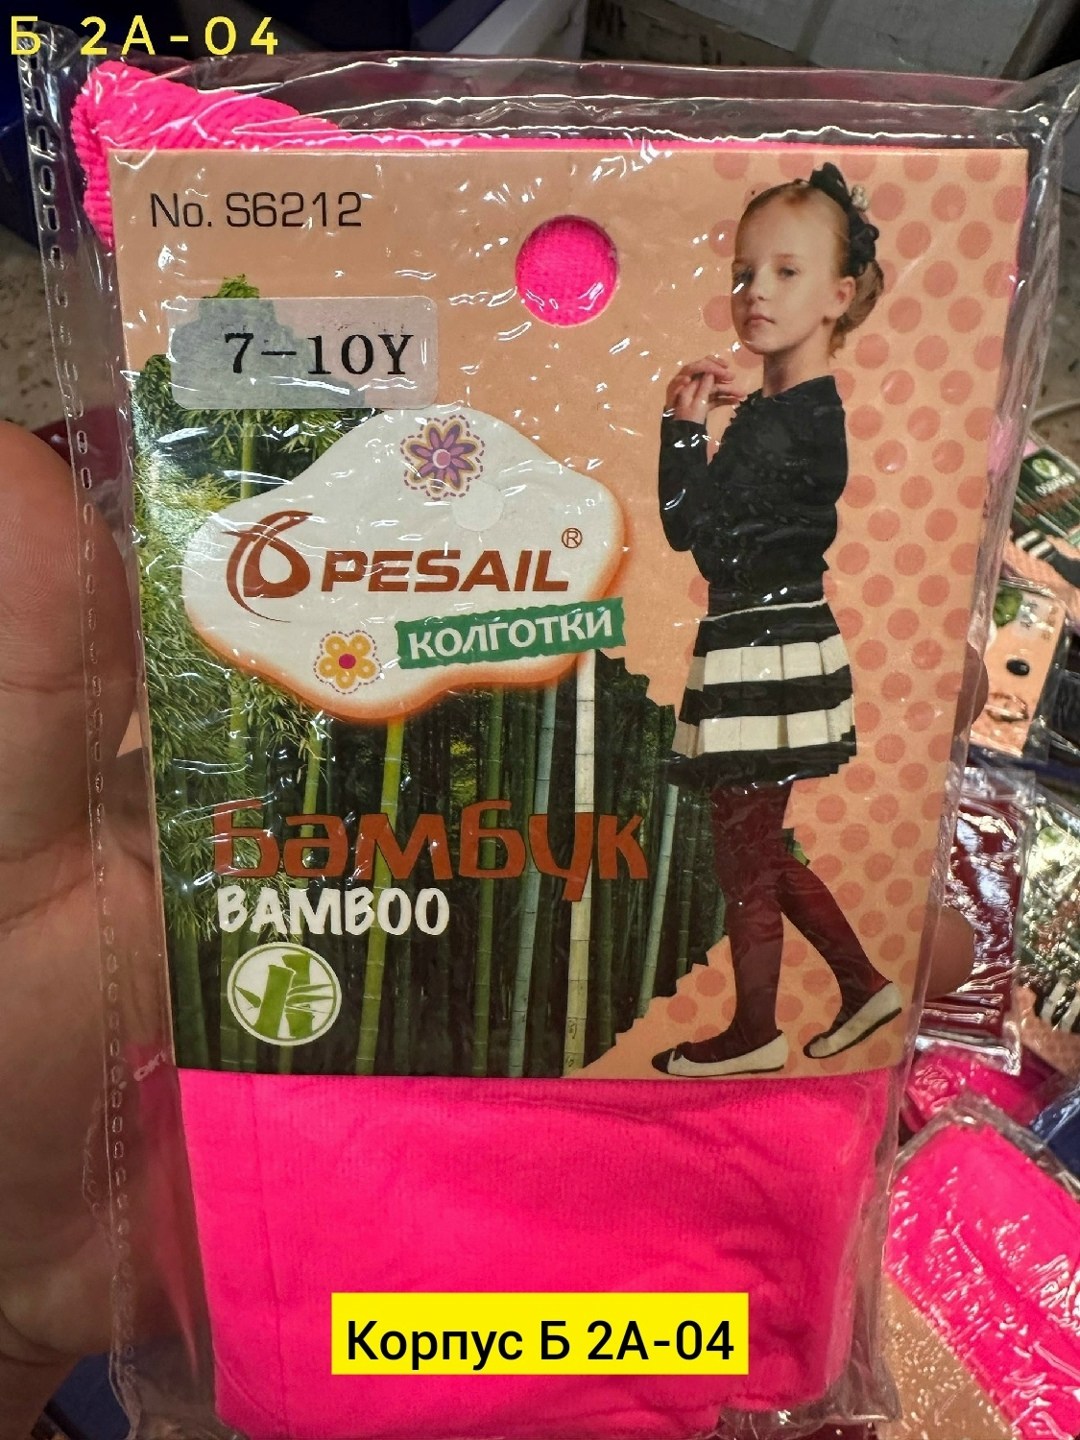 Б 2А-04
No. S6212
7-10Y
PESAIL®
КОЛГОТКИ
Бамбук
BAMBOO
Корпус Б 2А-04